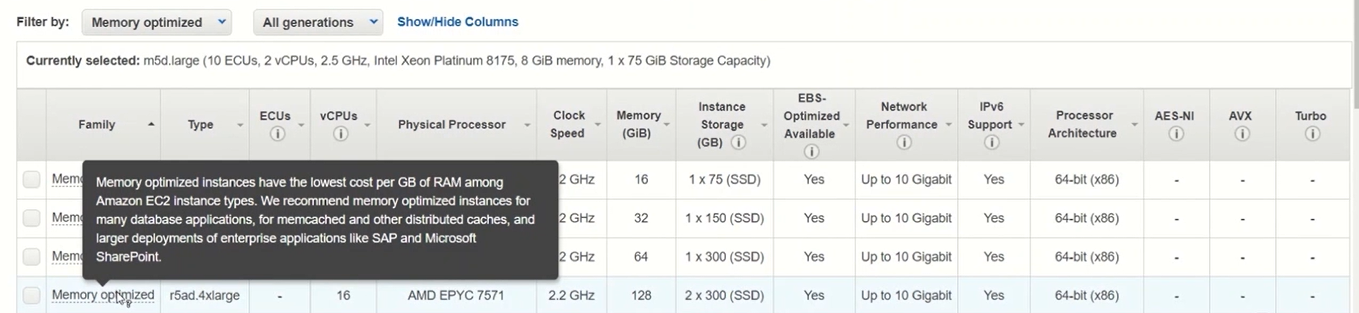 Filter by: Memory optimized All generations Show/Hide Columns
Currently selected: m5d.large (10 ECUs, 2 vCPUs, 2.5 GHz, Intel Xeon Platinum 8175, 8 GiB memory, 1 x 75 GiB Storage Capacity)
Family Type ECUs vCPUs Physical Processor Clock Speed Memory (GiB) Instance Storage (GB) EBS-Optimized Available Network Performance IPv6 Support Processor Architecture AES-NI AVX Turbo
Memory optimized instances have the lowest cost per GB of RAM among
Amazon EC2 instance types. We recommend memory optimized instances for
many database applications, for memcached and other distributed caches, and
larger deployments of enterprise applications like SAP and Microsoft
SharePoint.
2 GHz 16 1 x 75 (SSD) Yes Up to 10 Gigabit Yes 64-bit (x86) - - -
2 GHz 32 1 x 150 (SSD) Yes Up to 10 Gigabit Yes 64-bit (x86) - - -
2 GHz 64 1 x 300 (SSD) Yes Up to 10 Gigabit Yes 64-bit (x86) - - -
Memory optimized r5ad.4xlarge - 16 AMD EPYC 7571 2.2 GHz 128 2 x 300 (SSD) Yes Up to 10 Gigabit Yes 64-bit (x86) - - -